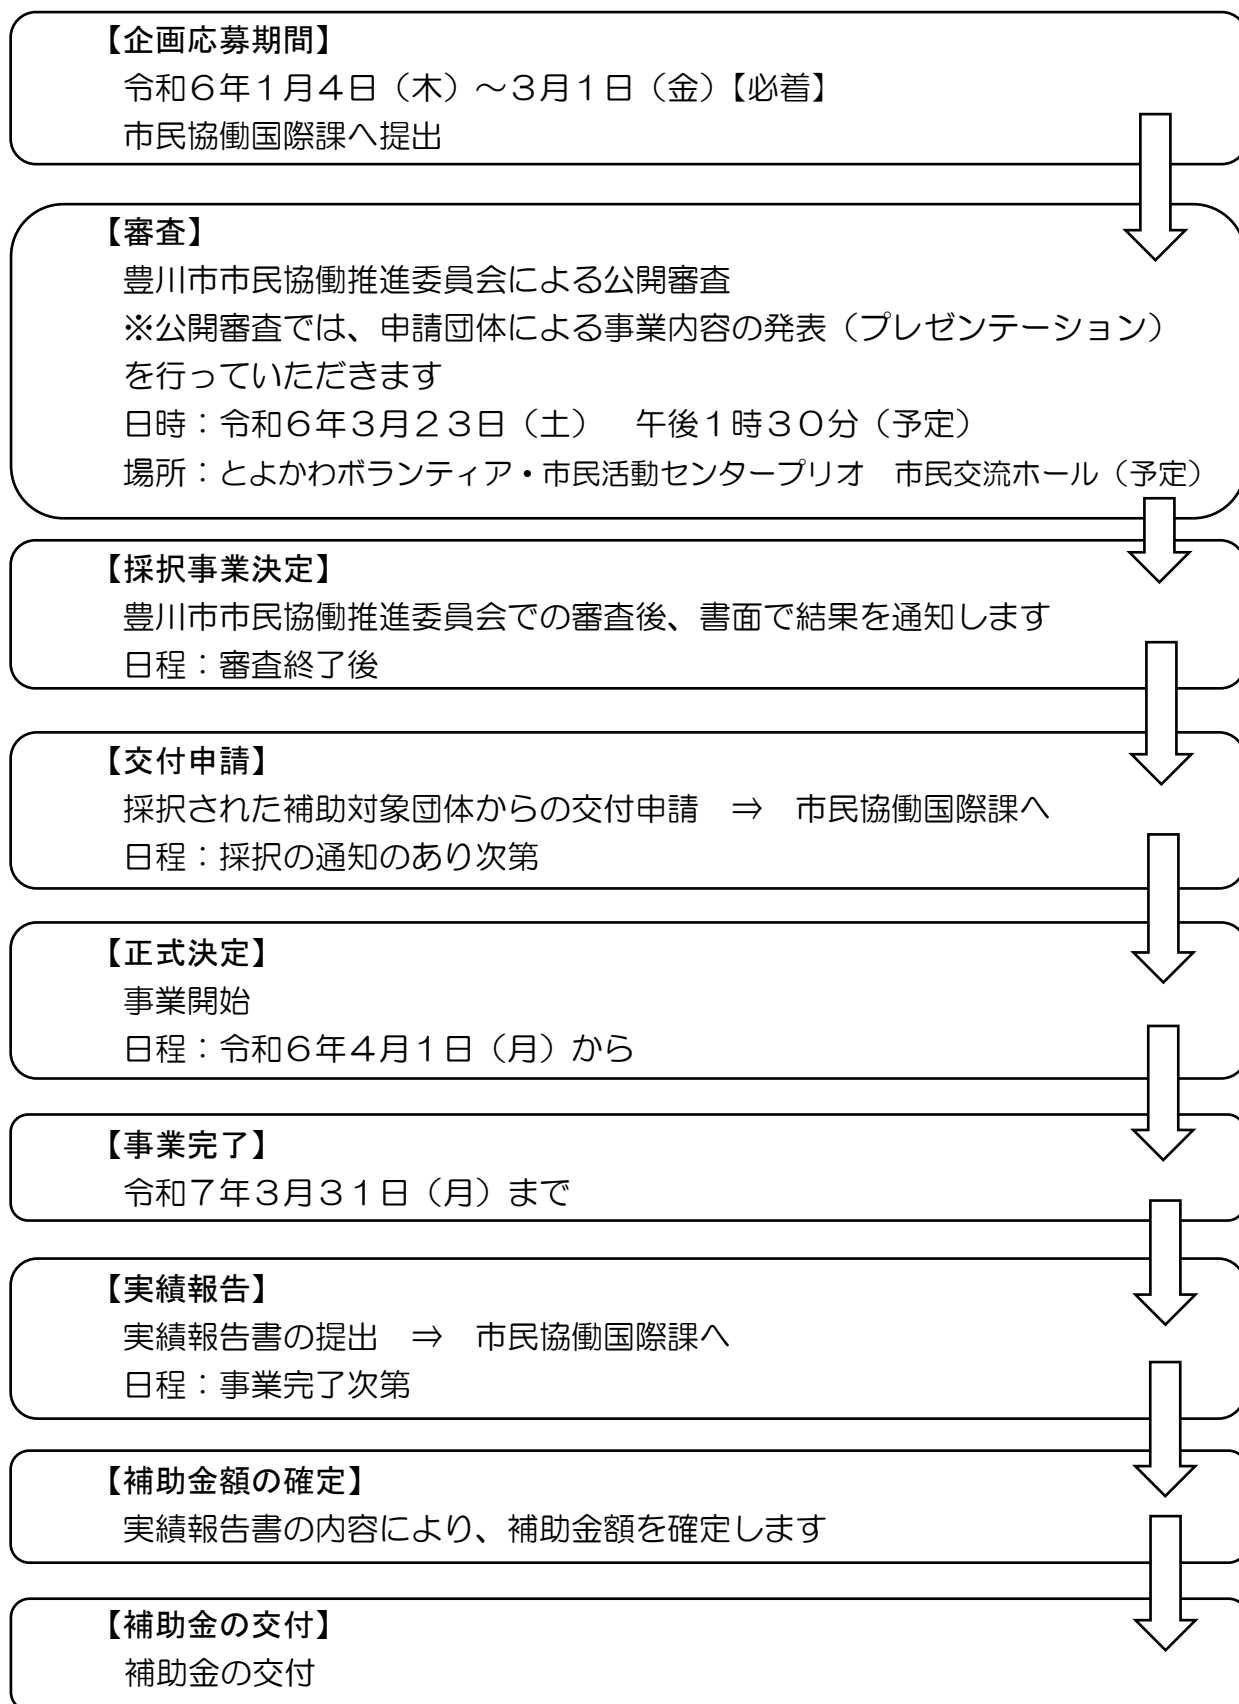 【企画応募期間】
令和６年１月４日（木）～３月１日（金）【必着】
市民協働国際課へ提出
【審査】
豊川市市民協働推進委員会による公開審査
※公開審査では、申請団体による事業内容の発表（プレゼンテーション）
を行っていただきます
日時：令和６年３月２３日（土）　午後１時３０分（予定）
場所：とよかわボランティア・市民活動センタープリオ　市民交流ホール（予定）
【採択事業決定】
豊川市市民協働推進委員会での審査後、書面で結果を通知します
日程：審査終了後
【交付申請】
採択された補助対象団体からの交付申請　⇒　市民協働国際課へ
日程：採択の通知のあり次第
【正式決定】
事業開始
日程：令和６年４月１日（月）から
【事業完了】
令和７年３月３１日（月）まで
【実績報告】
実績報告書の提出　⇒　市民協働国際課へ
日程：事業完了次第
【補助金額の確定】
実績報告書の内容により、補助金額を確定します
【補助金の交付】
補助金の交付